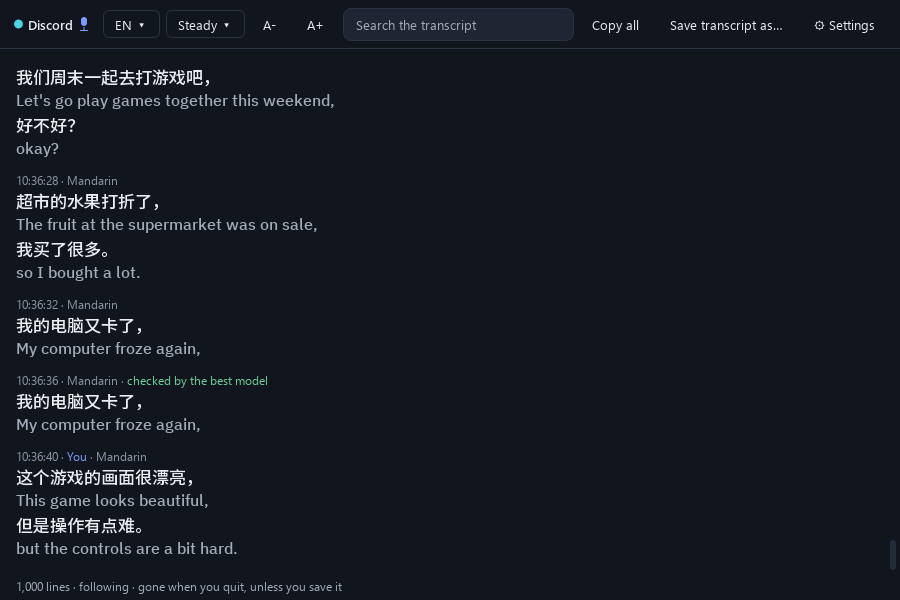 Discord
EN ▾
Steady ▾
A-
A+
Search the transcript
Copy all
Save transcript as...
⚙ Settings
我们周末一起去打游戏吧，
Let's go play games together this weekend,
好不好？
okay?
10:36:28 · Mandarin
超市的水果打折了，
The fruit at the supermarket was on sale,
我买了很多。
so I bought a lot.
10:36:32 · Mandarin
我的电脑又卡了，
My computer froze again,
10:36:36 · Mandarin · checked by the best model
我的电脑又卡了，
My computer froze again,
10:36:40 · You · Mandarin
这个游戏的画面很漂亮，
This game looks beautiful,
但是操作有点难。
but the controls are a bit hard.
1,000 lines · following · gone when you quit, unless you save it